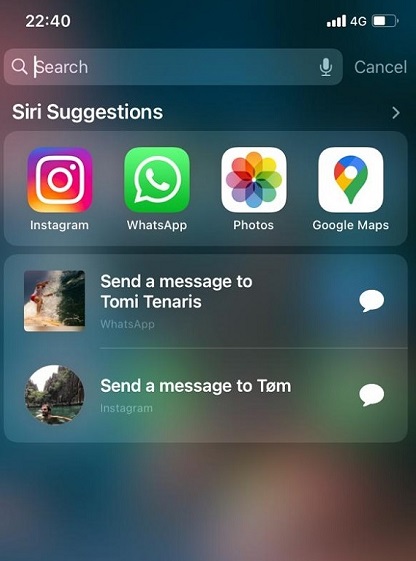 22:40
4G
Search
Cancel
Siri Suggestions
Instagram
WhatsApp
Photos
Google Maps
Send a message to
Tomi Tenaris
WhatsApp
Send a message to Tøm
Instagram